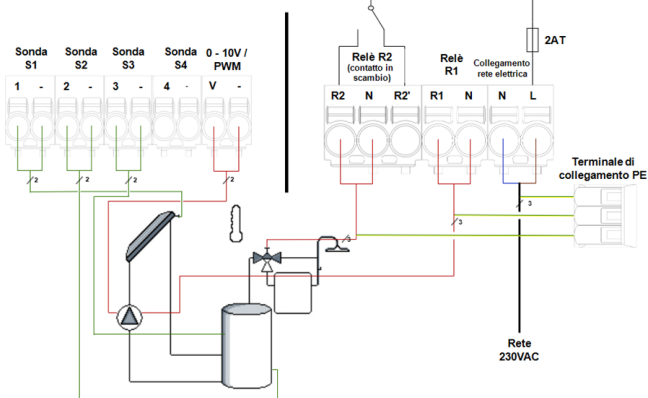 Sonda S1
Sonda S2
Sonda S3
Sonda S4
0 - 10V / PWM
1 - 2 - 3 - 4 - V -
2 2 2 2
2AT
Relè R2
(contatto in scambio)
Relè R1
Collegamento rete elettrica
R2 N R2' R1 N N L
Terminale di collegamento PE
3
3
3
Rete
230VAC